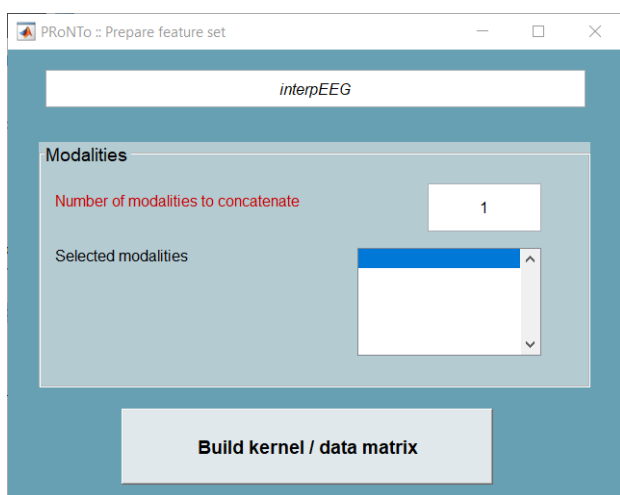 PRoNTo :: Prepare feature set
interpEEG
Modalities
Number of modalities to concatenate
1
Selected modalities
Build kernel / data matrix